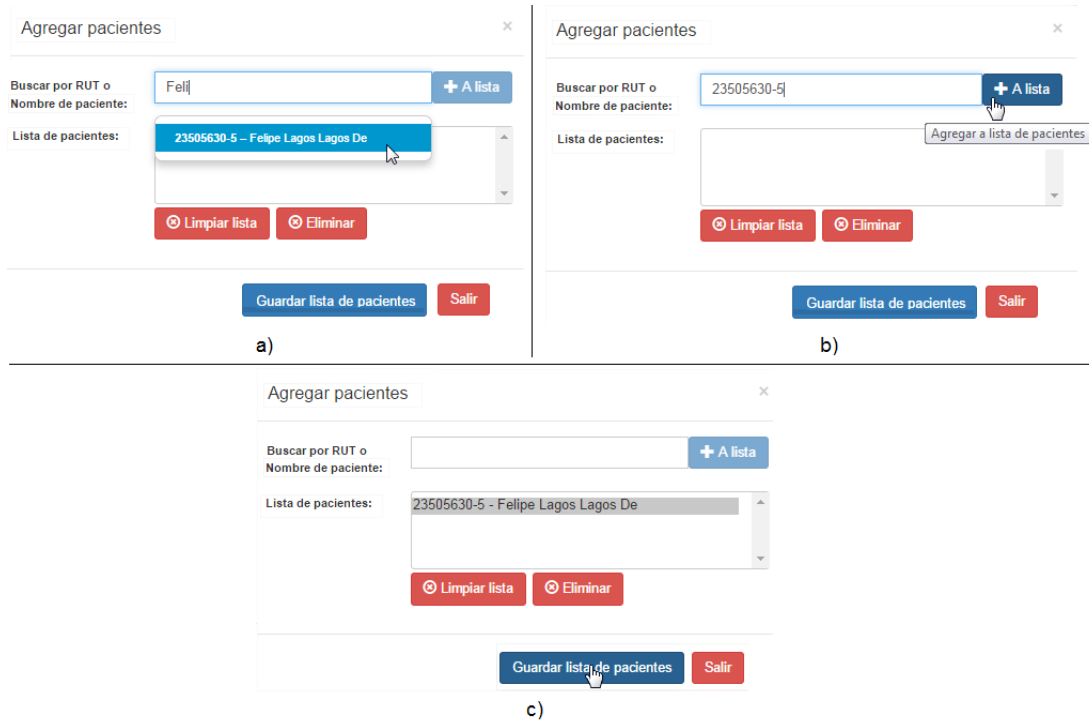 Agregar pacientes ×
Buscar por RUT o
Nombre de paciente:
Feli
+ A lista
23505630-5 – Felipe Lagos Lagos De
Lista de pacientes:
Limpiar lista
Eliminar
Guardar lista de pacientes
Salir
a)
Agregar pacientes ×
Buscar por RUT o
Nombre de paciente:
23505630-5
+ A lista
Agregar a lista de pacientes
Lista de pacientes:
Limpiar lista
Eliminar
Guardar lista de pacientes
Salir
b)
Agregar pacientes ×
Buscar por RUT o
Nombre de paciente:
+ A lista
Lista de pacientes:
23505630-5 - Felipe Lagos Lagos De
Limpiar lista
Eliminar
Guardar lista de pacientes
Salir
c)